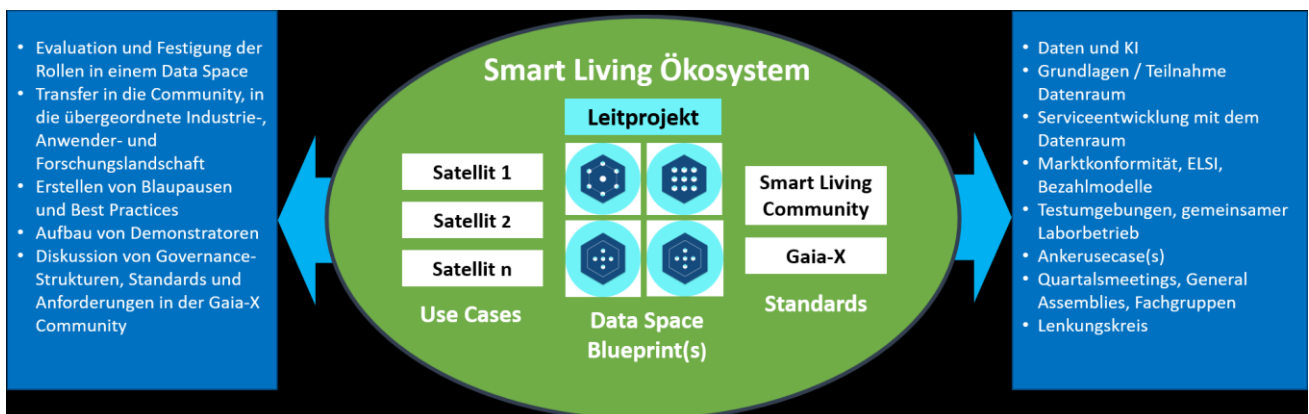 • Evaluation und Festigung der
Rollen in einem Data Space
• Transfer in die Community, in
die übergeordnete Industrie-,
Anwender- und
Forschungslandschaft
• Erstellen von Blaupausen
und Best Practices
• Aufbau von Demonstratoren
• Diskussion von Governance-
Strukturen, Standards und
Anforderungen in der Gaia-X
Community
Smart Living Ökosystem
Leitprojekt
Satellit 1
Satellit 2
Satellit n
Use Cases
Data Space
Blueprint(s)
Smart Living
Community
Gaia-X
Standards
• Daten und KI
• Grundlagen / Teilnahme
Datenraum
• Serviceentwicklung mit dem
Datenraum
• Marktkonformität, ELSI,
Bezahlmodelle
• Testumgebungen, gemeinsamer
Laborbetrieb
• Ankerusecase(s)
• Quartalsmeetings, General
Assemblies, Fachgruppen
• Lenkungskreis